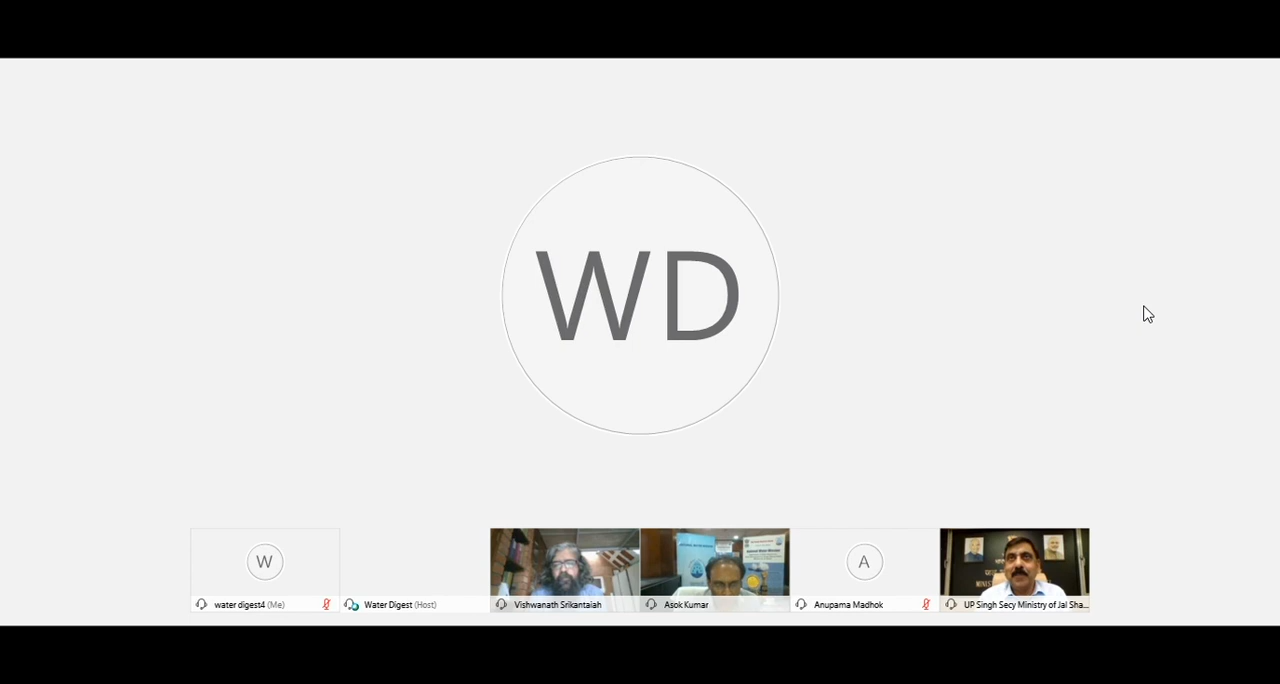 WD
W
water digest4 (Me)
Water Digest (Host)
Vishwanath Srikantaiah
Asok Kumar
A
Anupama Madhok
UP Singh Secy Ministry of Jal Sha...